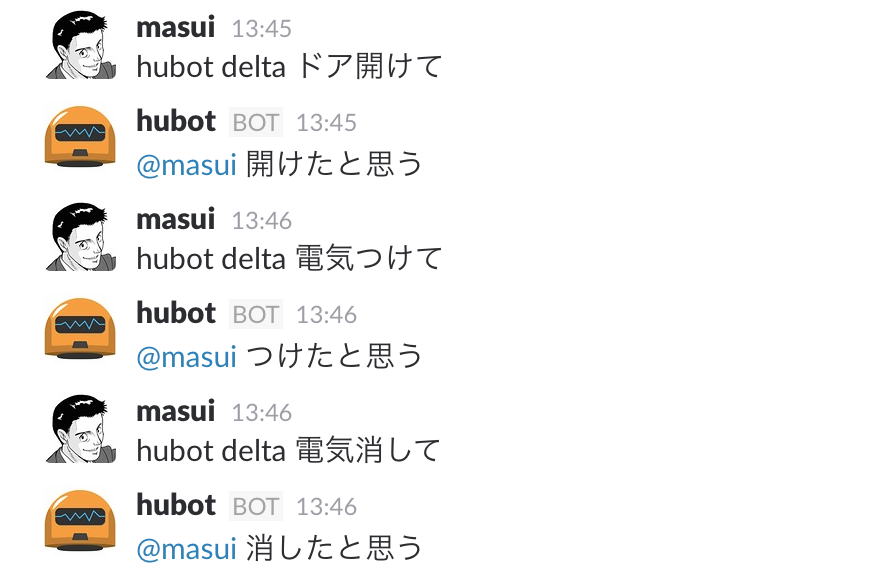 masui 13:45
hubot delta ドア開けて
hubot BOT 13:45
@masui 開けたと思う
masui 13:46
hubot delta 電気つけて
hubot BOT 13:46
@masui つけたと思う
masui 13:46
hubot delta 電気消して
hubot BOT 13:46
@masui 消したと思う